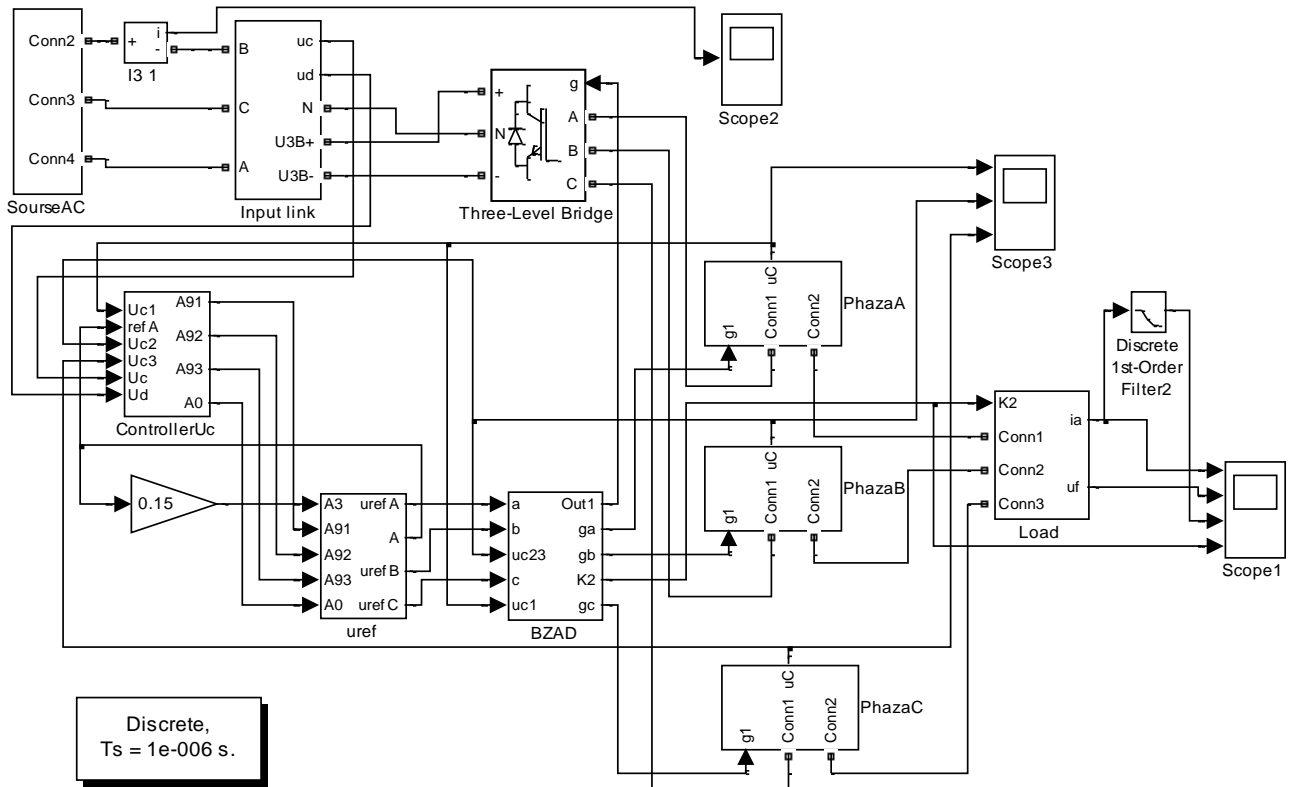 Conn2
Conn3
Conn4
SourseAC
+
i
-
I3 1
B
C
A
uc
ud
N
U3B+
U3B-
Input link
+
N
-
g
A
B
C
Three-Level Bridge
Scope2
Scope3
Uc1
ref A
Uc2
Uc3
Uc
Ud
A91
A92
A93
A0
ControllerUc
uC
g1
Conn1
Conn2
PhazaA
Discrete
1st-Order
Filter2
K2
Conn1
Conn2
Conn3
ia
uf
Load
Scope1
uC
g1
Conn1
Conn2
PhazaB
0.15
A3
A91
A92
A93
A0
uref A
A
uref B
uref C
uref
a
b
uc23
c
uc1
Out1
ga
gb
K2
gc
BZAD
uC
g1
Conn1
Conn2
PhazaC
Discrete,
Ts = 1e-006 s.